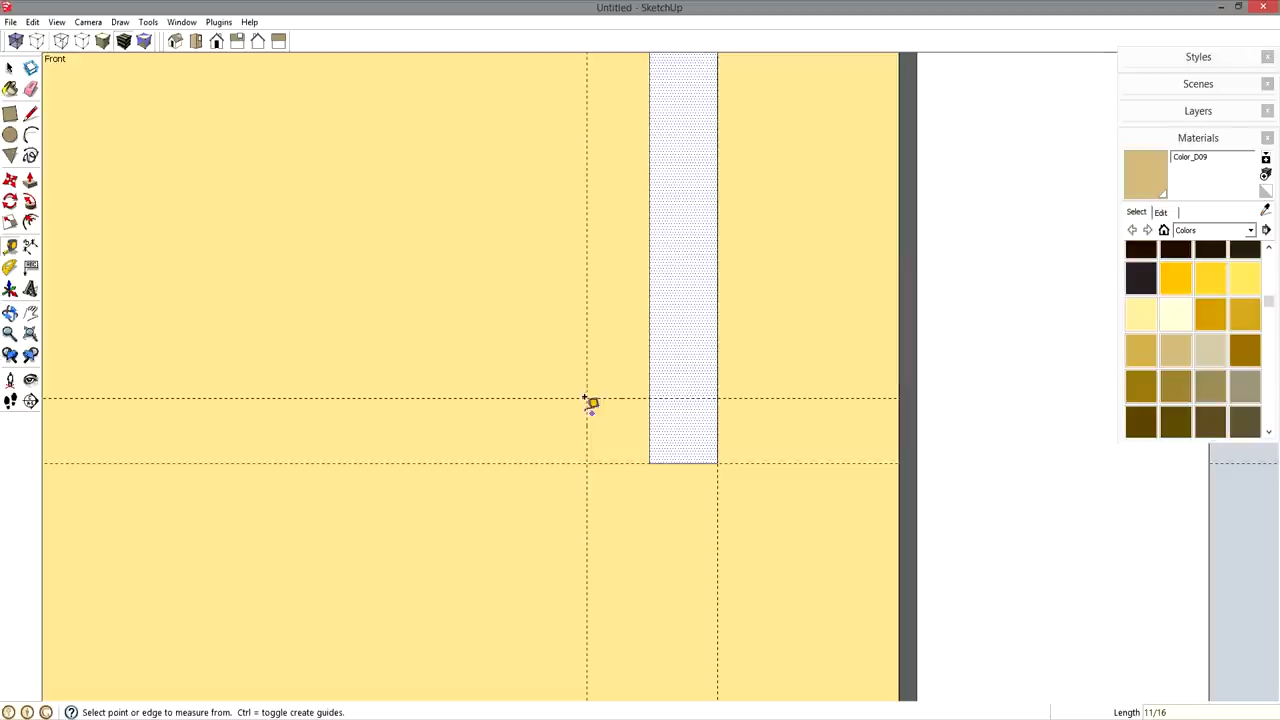 Untitled - SketchUp
File Edit View Camera Draw Tools Window Plugins Help
Front
Styles
Scenes
Layers
Materials
Color_D09
Select Edit
Colors
Select point or edge to measure from. Ctrl = toggle create guides.
Length 11/16